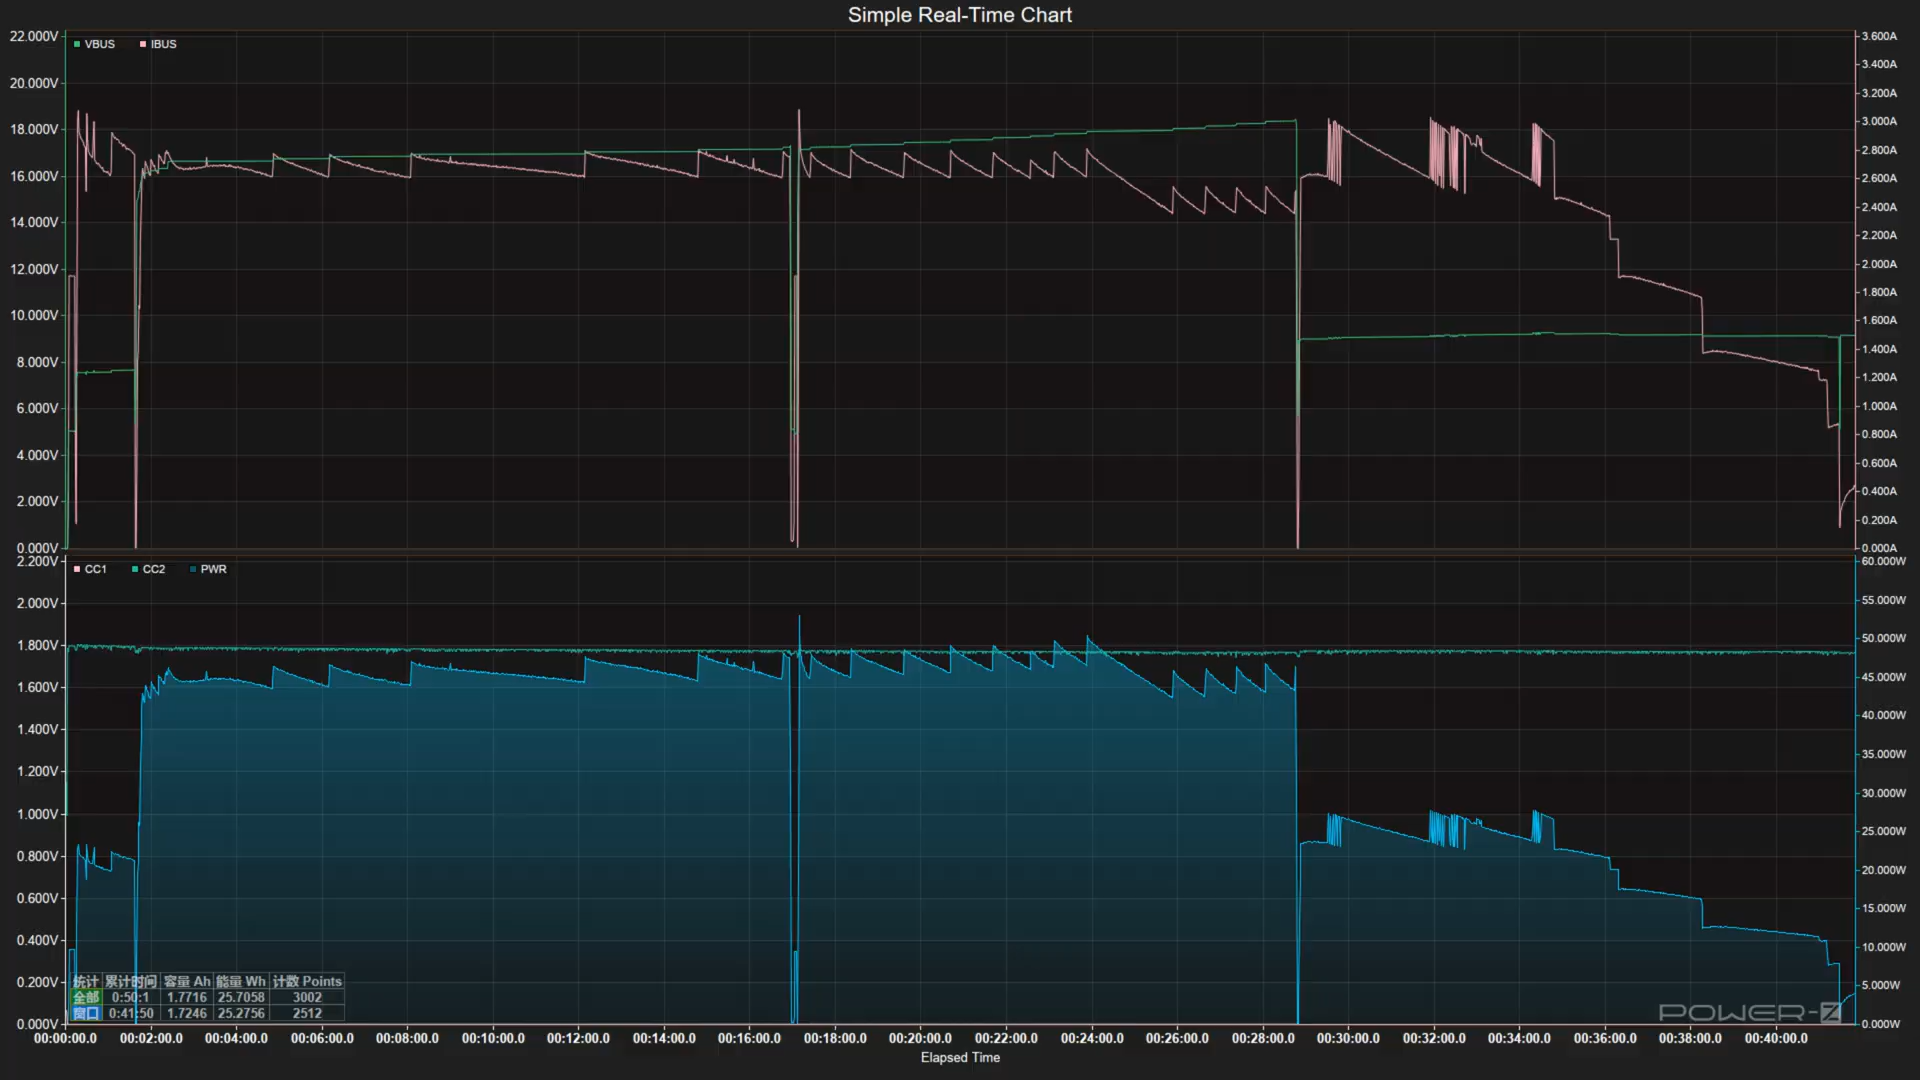 Simple Real-Time Chart
VBUS IBUS
22.000V
20.000V
18.000V
16.000V
14.000V
12.000V
10.000V
8.000V
6.000V
4.000V
2.000V
0.000V
3.600A
3.400A
3.200A
3.000A
2.800A
2.600A
2.400A
2.200A
2.000A
1.800A
1.600A
1.400A
1.200A
1.000A
0.800A
0.600A
0.400A
0.200A
0.000A
CC1 CC2 PWR
2.200V
2.000V
1.800V
1.600V
1.400V
1.200V
1.000V
0.800V
0.600V
0.400V
0.200V
0.000V
60.000W
55.000W
50.000W
45.000W
40.000W
35.000W
30.000W
25.000W
20.000W
15.000W
10.000W
5.000W
0.000W
统计 累计时间 容量 Ah 能量 Wh 计数 Points
全部 0:50:1 1.7716 25.7058 3002
窗口 0:41:50 1.7246 25.2756 2512
POWER-Z
00:00:00.0 00:02:00.0 00:04:00.0 00:06:00.0 00:08:00.0 00:10:00.0 00:12:00.0 00:14:00.0 00:16:00.0 00:18:00.0 00:20:00.0 00:22:00.0 00:24:00.0 00:26:00.0 00:28:00.0 00:30:00.0 00:32:00.0 00:34:00.0 00:36:00.0 00:38:00.0 00:40:00.0
Elapsed Time